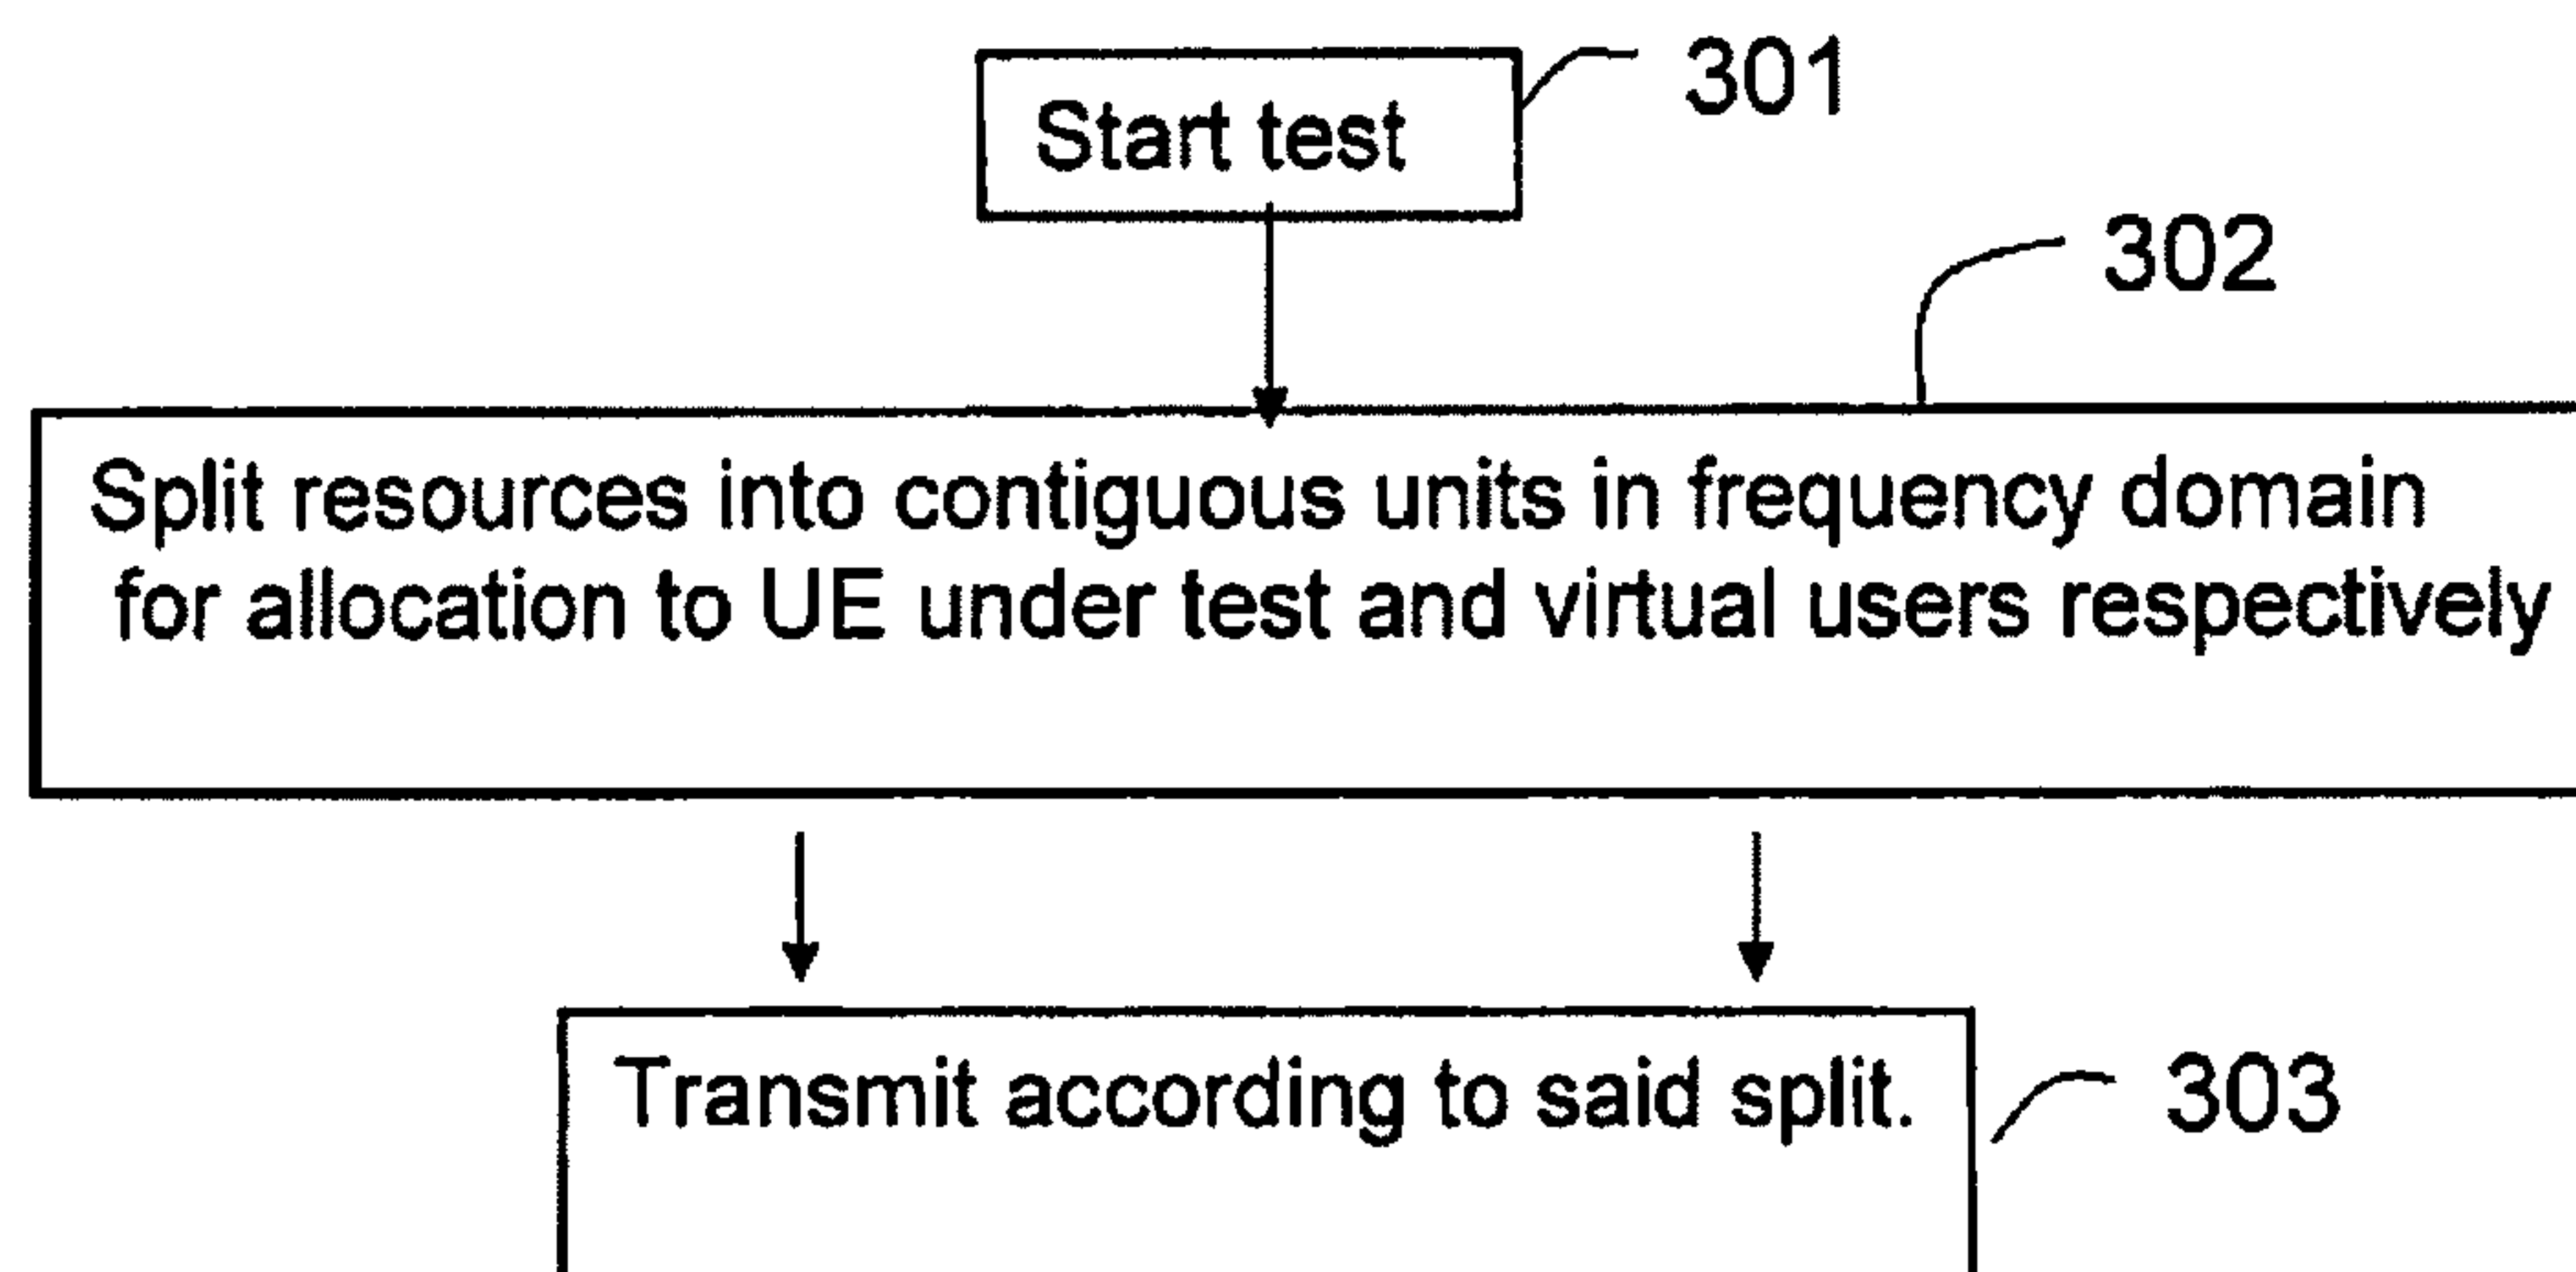 301
Start test
302
Split resources into contiguous units in frequency domain
for allocation to UE under test and virtual users respectively
Transmit according to said split.
303